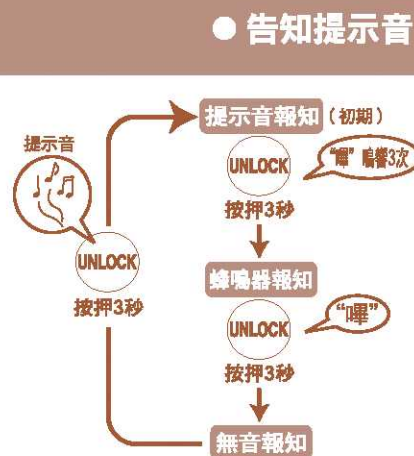 ● 告知提示音
提示音報知（初期）
UNLOCK
“嗶”鳴響3次
按押3秒
蜂鳴器報知
UNLOCK
“嗶”
按押3秒
無音報知
提示音
UNLOCK
按押3秒